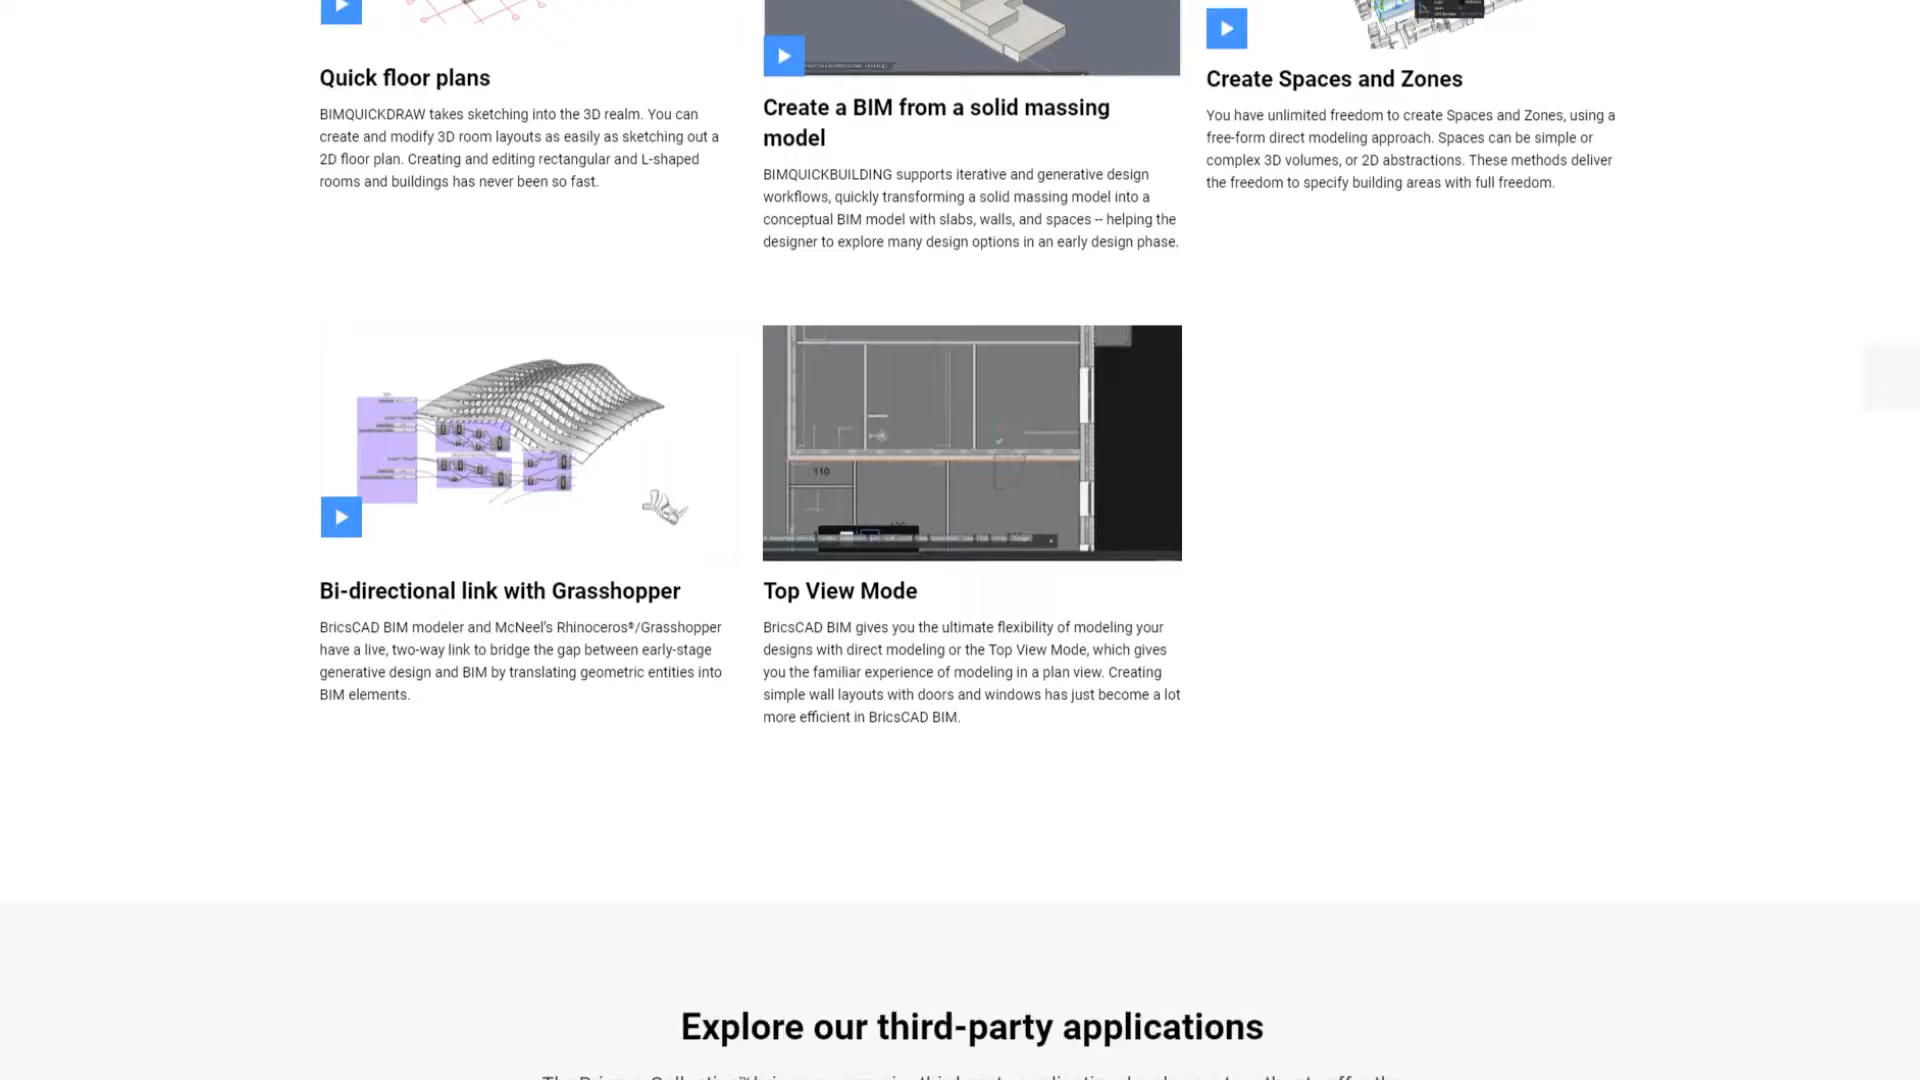 Quick floor plans
BIMQUICKDRAW takes sketching into the 3D realm. You can
create and modify 3D room layouts as easily as sketching out a
2D floor plan. Creating and editing rectangular and L-shaped
rooms and buildings has never been so fast.
Create a BIM from a solid massing
model
BIMQUICKBUILDING supports iterative and generative design
workflows, quickly transforming a solid massing model into a
conceptual BIM model with slabs, walls, and spaces -- helping the
designer to explore many design options in an early design phase.
Create Spaces and Zones
You have unlimited freedom to create Spaces and Zones, using a
free-form direct modeling approach. Spaces can be simple or
complex 3D volumes, or 2D abstractions. These methods deliver
the freedom to specify building areas with full freedom.
110
Bi-directional link with Grasshopper
BricsCAD BIM modeler and McNeel's Rhinoceros®/Grasshopper
have a live, two-way link to bridge the gap between early-stage
generative design and BIM by translating geometric entities into
BIM elements.
Top View Mode
BricsCAD BIM gives you the ultimate flexibility of modeling your
designs with direct modeling or the Top View Mode, which gives
you the familiar experience of modeling in a plan view. Creating
simple wall layouts with doors and windows has just become a lot
more efficient in BricsCAD BIM.
Explore our third-party applications